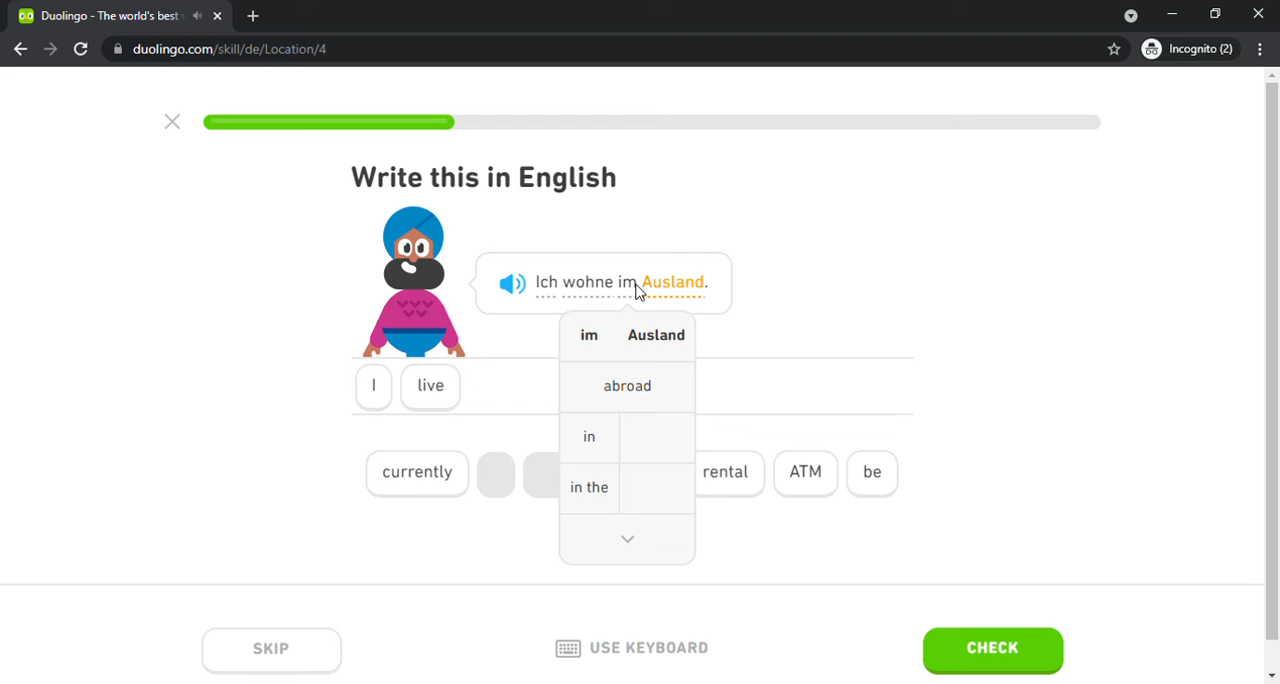 Duolingo - The world's best
duolingo.com/skill/de/Location/4
Incognito (2)
Write this in English
Ich wohne im Ausland.
im Ausland
abroad
in
in the
I live
currently rental ATM be
SKIP
USE KEYBOARD
CHECK